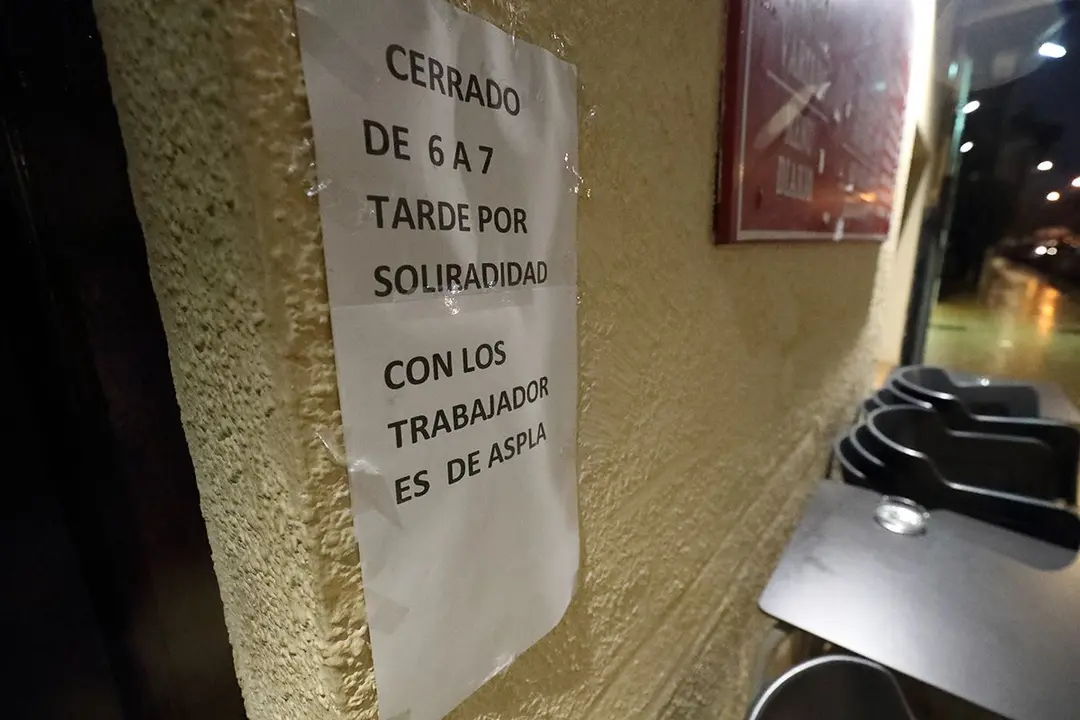 CERRADO
DE 6 A 7
TARDE POR
SOLIRADIDAD
CON LOS
TRABAJADOR
ES DE ASPLA